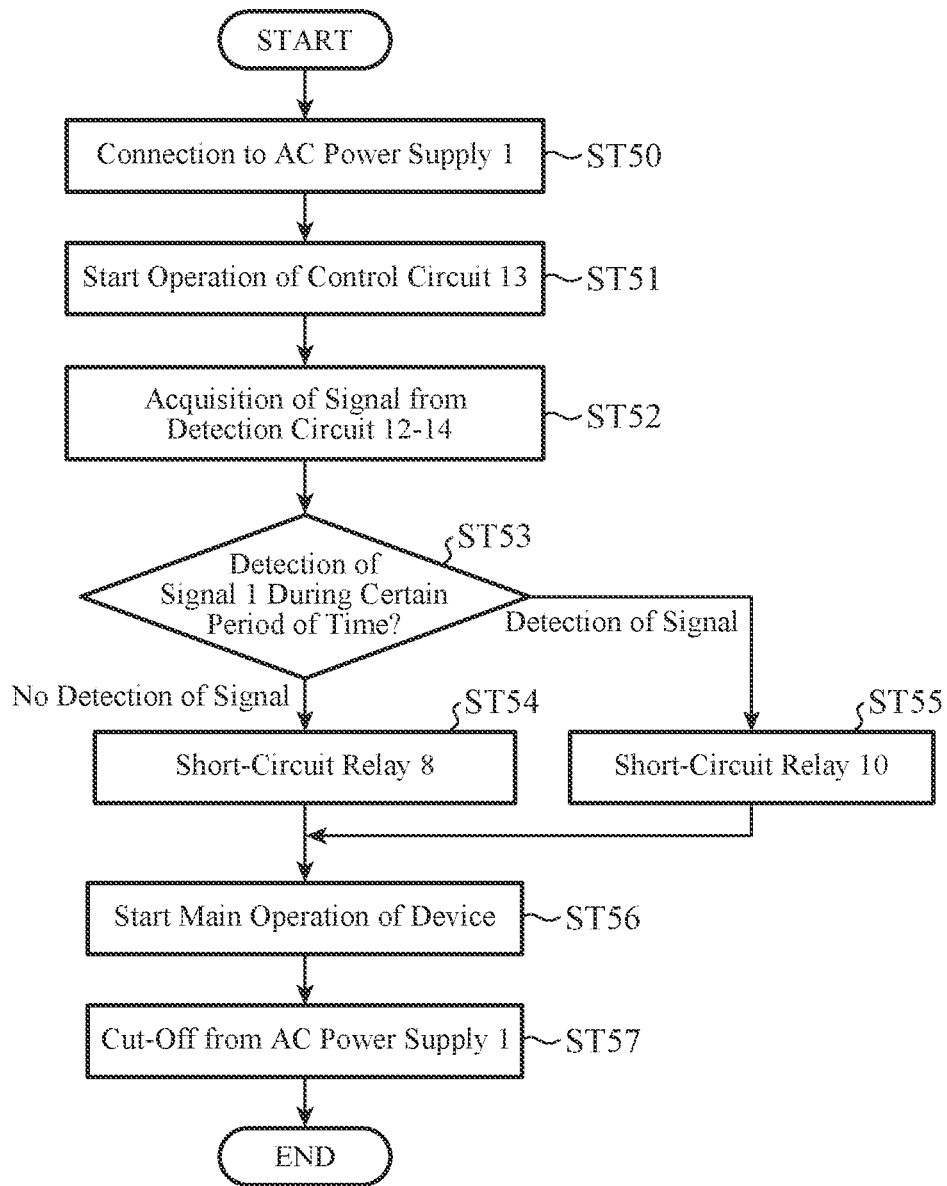 START
Connection to AC Power Supply 1
ST50
Start Operation of Control Circuit 13
ST51
Acquisition of Signal from
Detection Circuit 12-14
ST52
ST53
Detection of
Signal 1 During Certain
Period of Time?
Detection of Signal
No Detection of Signal
ST54
ST55
Short-Circuit Relay 8
Short-Circuit Relay 10
Start Main Operation of Device
ST56
Cut-Off from AC Power Supply 1
ST57
END